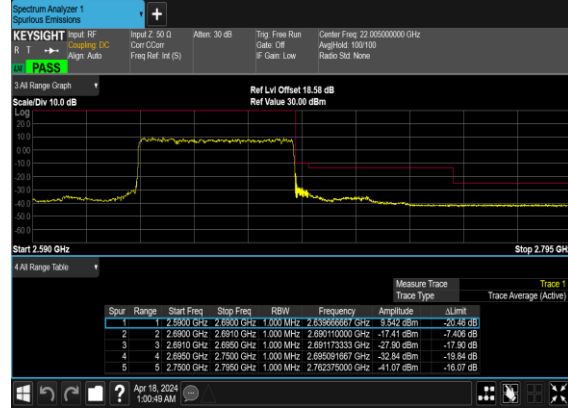 Spectrum Analyzer 1
Spurious Emissions
KEYSIGHT Input: RF Input Z: 50 Ω Atten: 30 dB Trig: Free Run Center Freq: 22.005000000 GHz
R T Coupling: DC Corr CCorr Gate: Off Avg|Hold: 100/100
Align: Auto Freq Ref: Int (S) IF Gain: Low Radio Std: None
PASS
3 All Range Graph
Ref Lvl Offset 18.58 dB
Scale/Div 10.0 dB Ref Value 30.00 dBm
Log
20.0
10.0
0.00
-10.0
-20.0
-30.0
-40.0
-50.0
-60.0
Start 2.590 GHz Stop 2.795 GH
4 All Range Table
Measure Trace Trace 1
Trace Type Trace Average (Active)
Spur Range Start Freq Stop Freq RBW Frequency Amplitude ΔLimit
1 1 2.5900 GHz 2.6900 GHz 1.000 MHz 2.639666667 GHz 9.542 dBm -20.46 dB
2 2 2.6900 GHz 2.6910 GHz 1.000 MHz 2.690110000 GHz -17.41 dBm -7.406 dB
3 3 2.6910 GHz 2.6950 GHz 1.000 MHz 2.691173333 GHz -27.90 dBm -17.90 dB
4 4 2.6950 GHz 2.7500 GHz 1.000 MHz 2.695091667 GHz -32.84 dBm -19.84 dB
5 5 2.7500 GHz 2.7950 GHz 1.000 MHz 2.762375000 GHz -41.07 dBm -16.07 dB
? Apr 18, 2024
1:00:49 AM